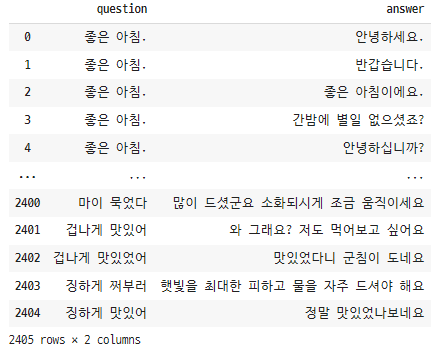 question answer
0 좋은 아침. 안녕하세요.
1 좋은 아침. 반갑습니다.
2 좋은 아침. 좋은 아침이에요.
3 좋은 아침. 간밤에 별일 없으셨죠?
4 좋은 아침. 안녕하십니까?
... ... ...
2400 마이 묵었다 많이 드셨군요 소화되시게 조금 움직이세요
2401 겁나게 맛있어 와 그래요? 저도 먹어보고 싶어요
2402 겁나게 맛있었어 맛있었다니 군침이 도네요
2403 징하게 쩌부러 햇빛을 최대한 피하고 물을 자주 드셔야 해요
2404 징하게 맛있어 정말 맛있었나보네요
2405 rows × 2 columns